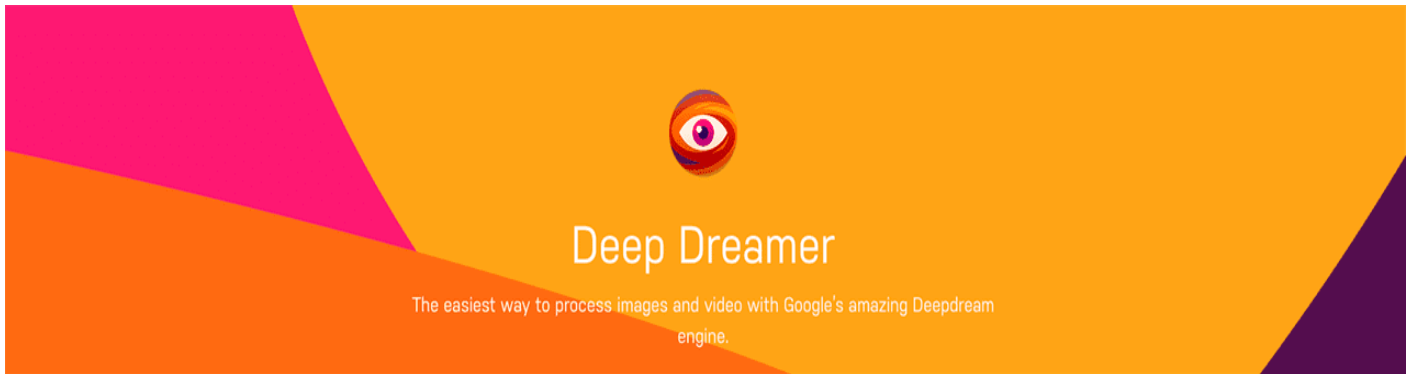 Deep Dreamer
The easiest way to process images and video with Google's amazing Deepdream
engine.